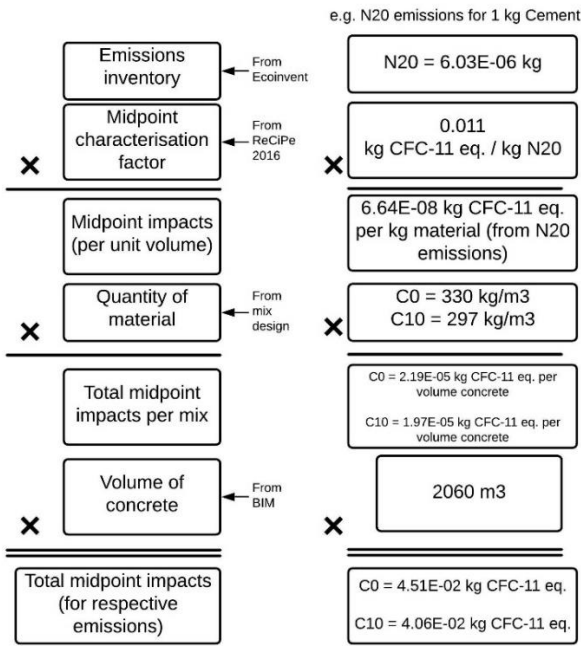 e.g. N20 emissions for 1 kg Cement
Emissions
inventory
From
Ecoinvent
N20 = 6.03E-06 kg
Midpoint
characterisation
factor
From
ReCiPe
2016
×
0.011
kg CFC-11 eq. / kg N20
×
Midpoint impacts
(per unit volume)
6.64E-08 kg CFC-11 eq.
per kg material (from N20
emissions)
Quantity of
material
From
mix
design
×
C0 = 330 kg/m3
C10 = 297 kg/m3
×
Total midpoint
impacts per mix
C0 = 2.19E-05 kg CFC-11 eq. per
volume concrete
C10 = 1.97E-05 kg CFC-11 eq. per
volume concrete
Volume of
concrete
From
BIM
×
2060 m3
×
Total midpoint impacts
(for respective
emissions)
C0 = 4.51E-02 kg CFC-11 eq.
C10 = 4.06E-02 kg CFC-11 eq.